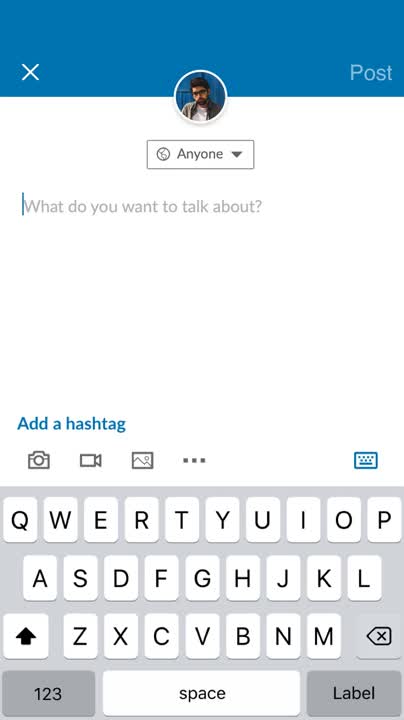 Post
Anyone
What do you want to talk about?
Add a hashtag
Q W E R T Y U I O P
A S D F G H J K L
Z X C V B N M
123 space Label